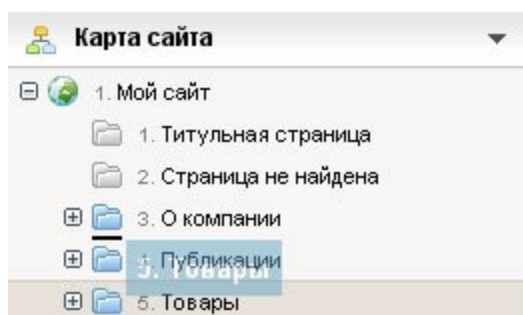 Карта сайта
1. Мой сайт
1. Титульная страница
2. Страница не найдена
3. О компании
4. Публикации
5. Товары
5. Товары